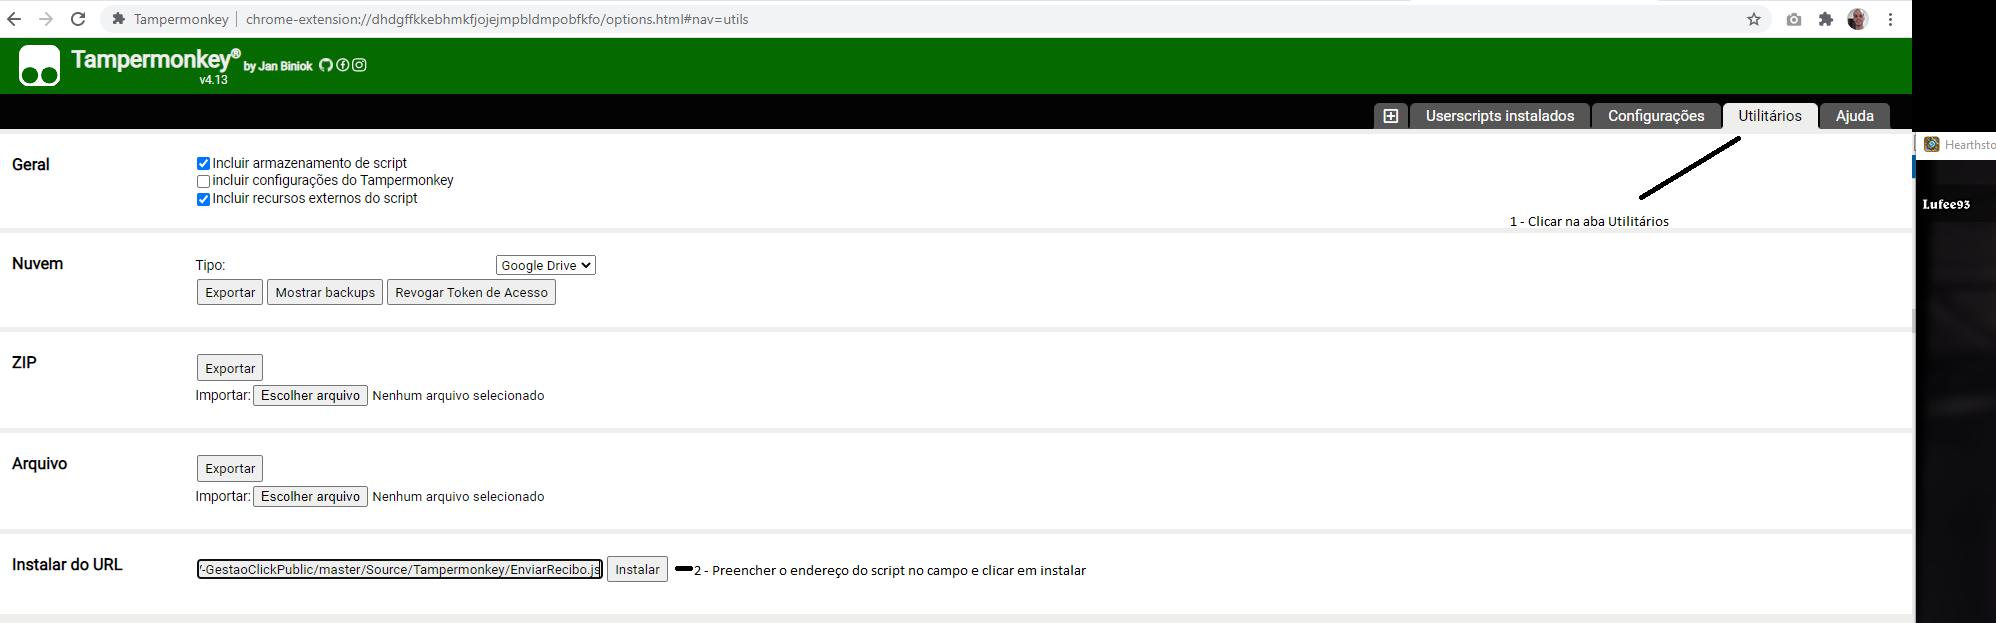 Tampermonkey | chrome-extension://dhdgffkkebhmkfjojejmpbldmpobfkfo/options.html#nav=utils
Tampermonkey® by Jan Biniok
v4.13
Userscripts instalados
Configurações
Utilitários
Ajuda
Hearthsto
Geral
Incluir armazenamento de script
incluir configurações do Tampermonkey
Incluir recursos externos do script
Lufee93
1 - Clicar na aba Utilitários
Nuvem
Tipo:
Google Drive
Exportar
Mostrar backups
Revogar Token de Acesso
ZIP
Exportar
Importar: Escolher arquivo Nenhum arquivo selecionado
Arquivo
Exportar
Importar: Escolher arquivo Nenhum arquivo selecionado
Instalar do URL
-GestaoClickPublic/master/Source/Tampermonkey/EnviarRecibo.js
Instalar
2 - Preencher o endereço do script no campo e clicar em instalar